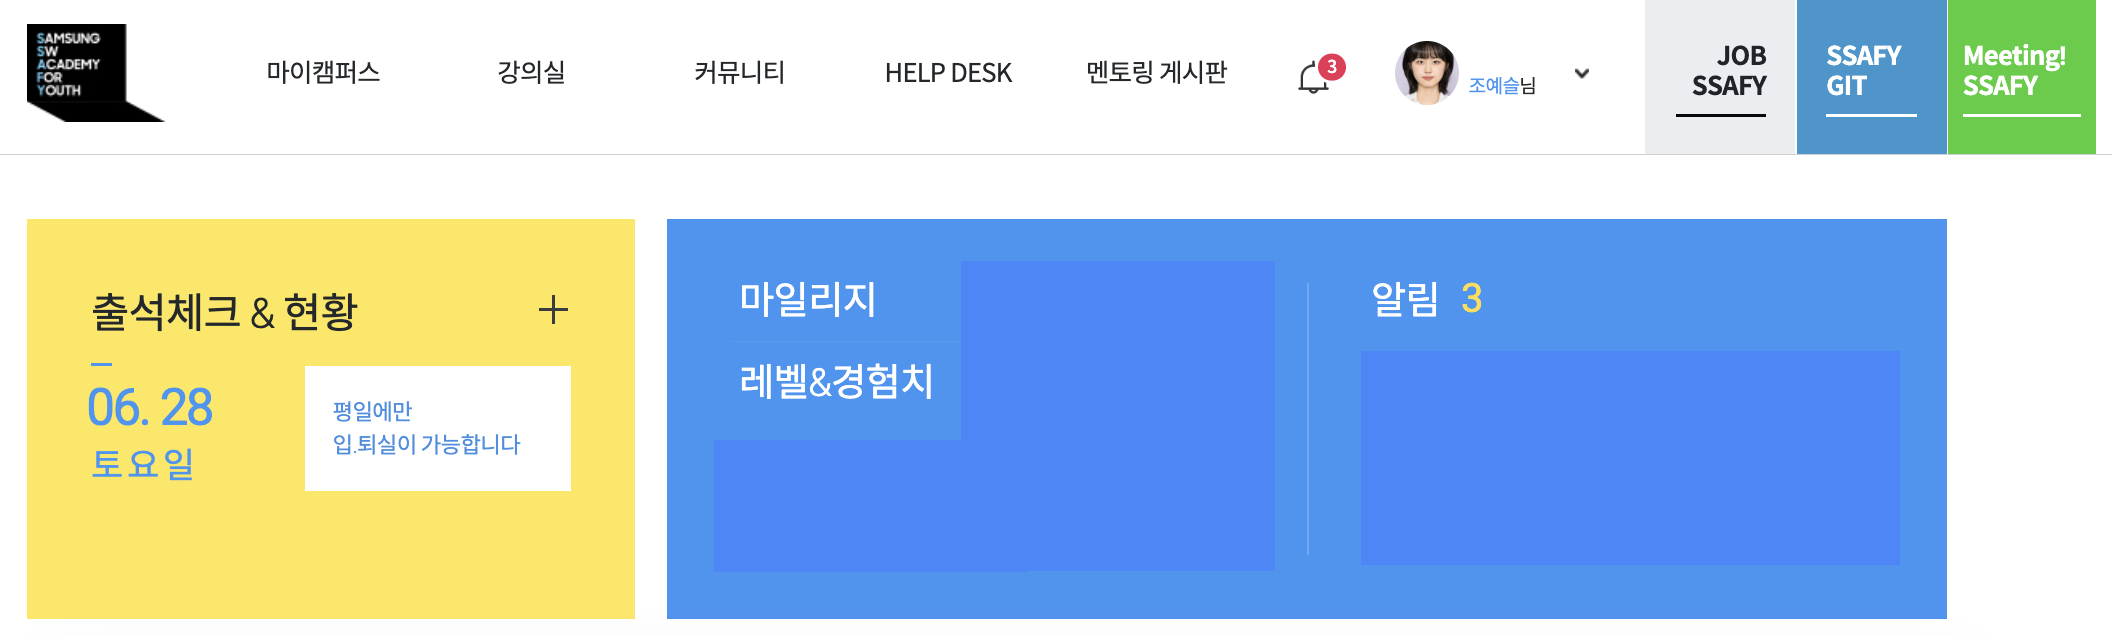 SAMSUNG
SW
ACADEMY
FOR
YOUTH
마이캠퍼스
강의실
커뮤니티
HELP DESK
멘토링 게시판
3
조예슬님
JOB
SSAFY
SSAFY
GIT
Meeting!
SSAFY
출석체크 & 현황
06. 28
토요일
평일에만
입.퇴실이 가능합니다
마일리지
레벨&경험치
알림 3